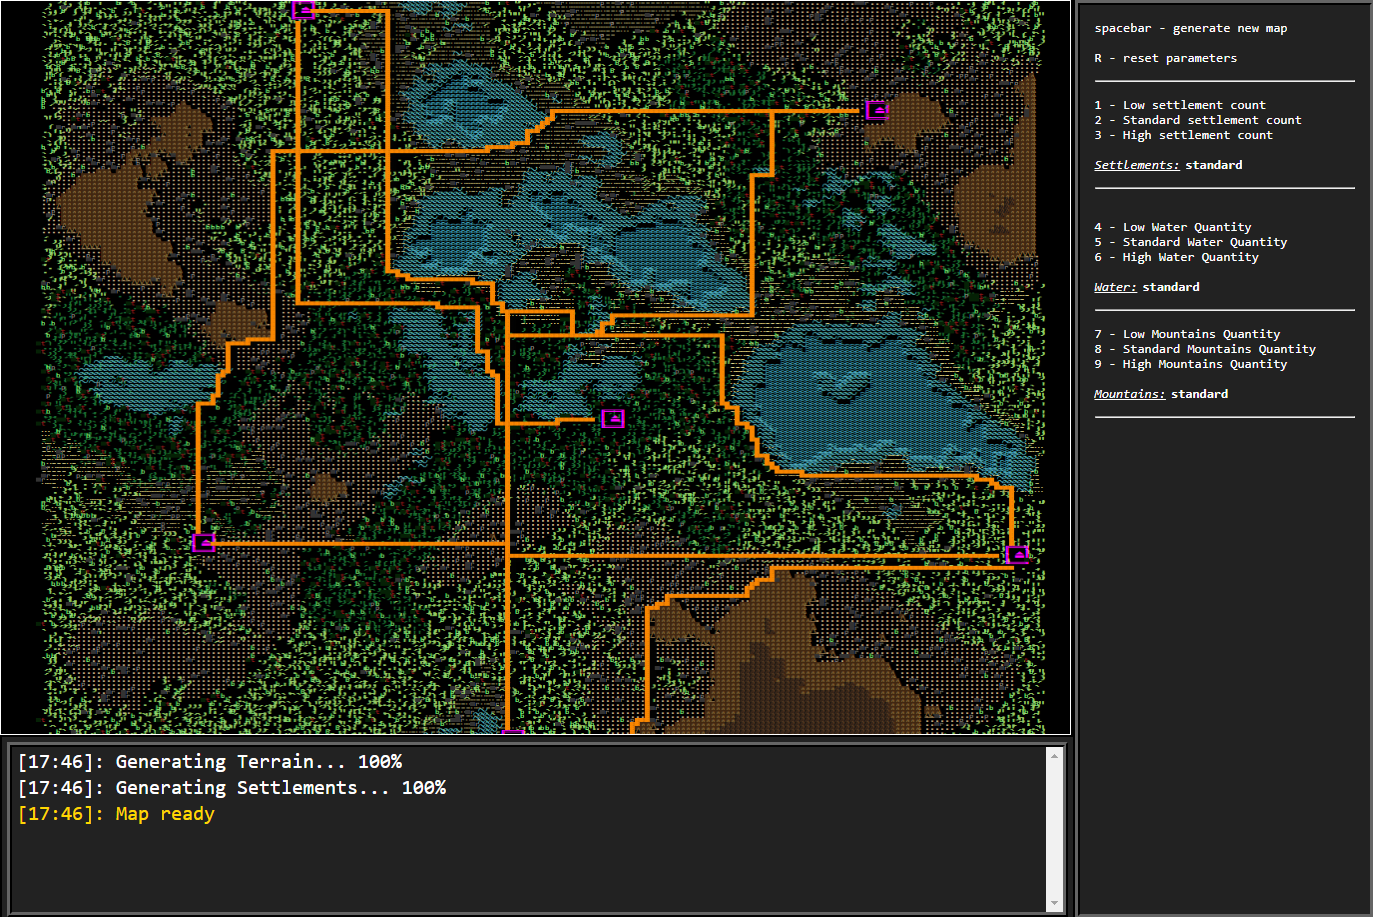 spacebar - generate new map
R - reset parameters
1 - Low settlement count
2 - Standard settlement count
3 - High settlement count
Settlements: standard
4 - Low Water Quantity
5 - Standard Water Quantity
6 - High Water Quantity
Water: standard
7 - Low Mountains Quantity
8 - Standard Mountains Quantity
9 - High Mountains Quantity
Mountains: standard
[17:46]: Generating Terrain... 100%
[17:46]: Generating Settlements... 100%
[17:46]: Map ready